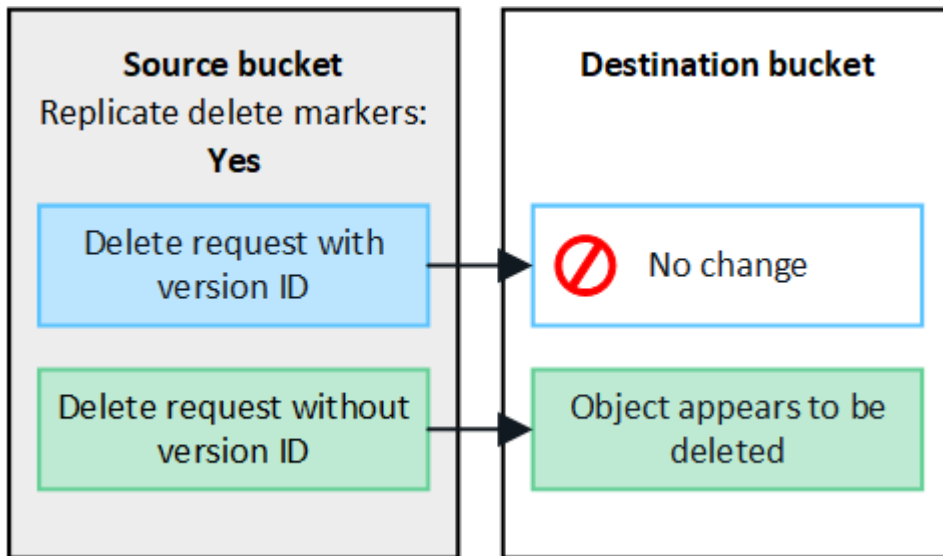 Source bucket
Replicate delete markers:
Yes
Delete request with
version ID
Delete request without
version ID
Destination bucket
No change
Object appears to be
deleted